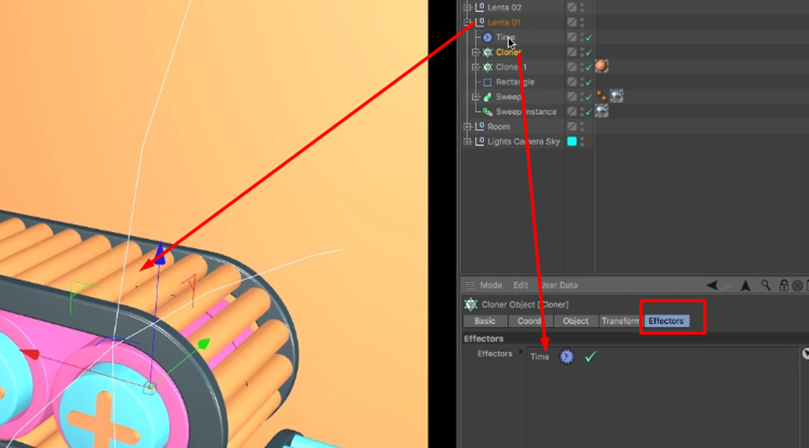 Lenta 02
Lenta 01
Time
Cloner
Cloner.1
Rectangle
Sweep
Sweep Instance
Room
Lights Camera Sky
Mode Edit User Data
Cloner Object [Cloner]
Basic Coord. Object Transform Effectors
Effectors
Effectors Time